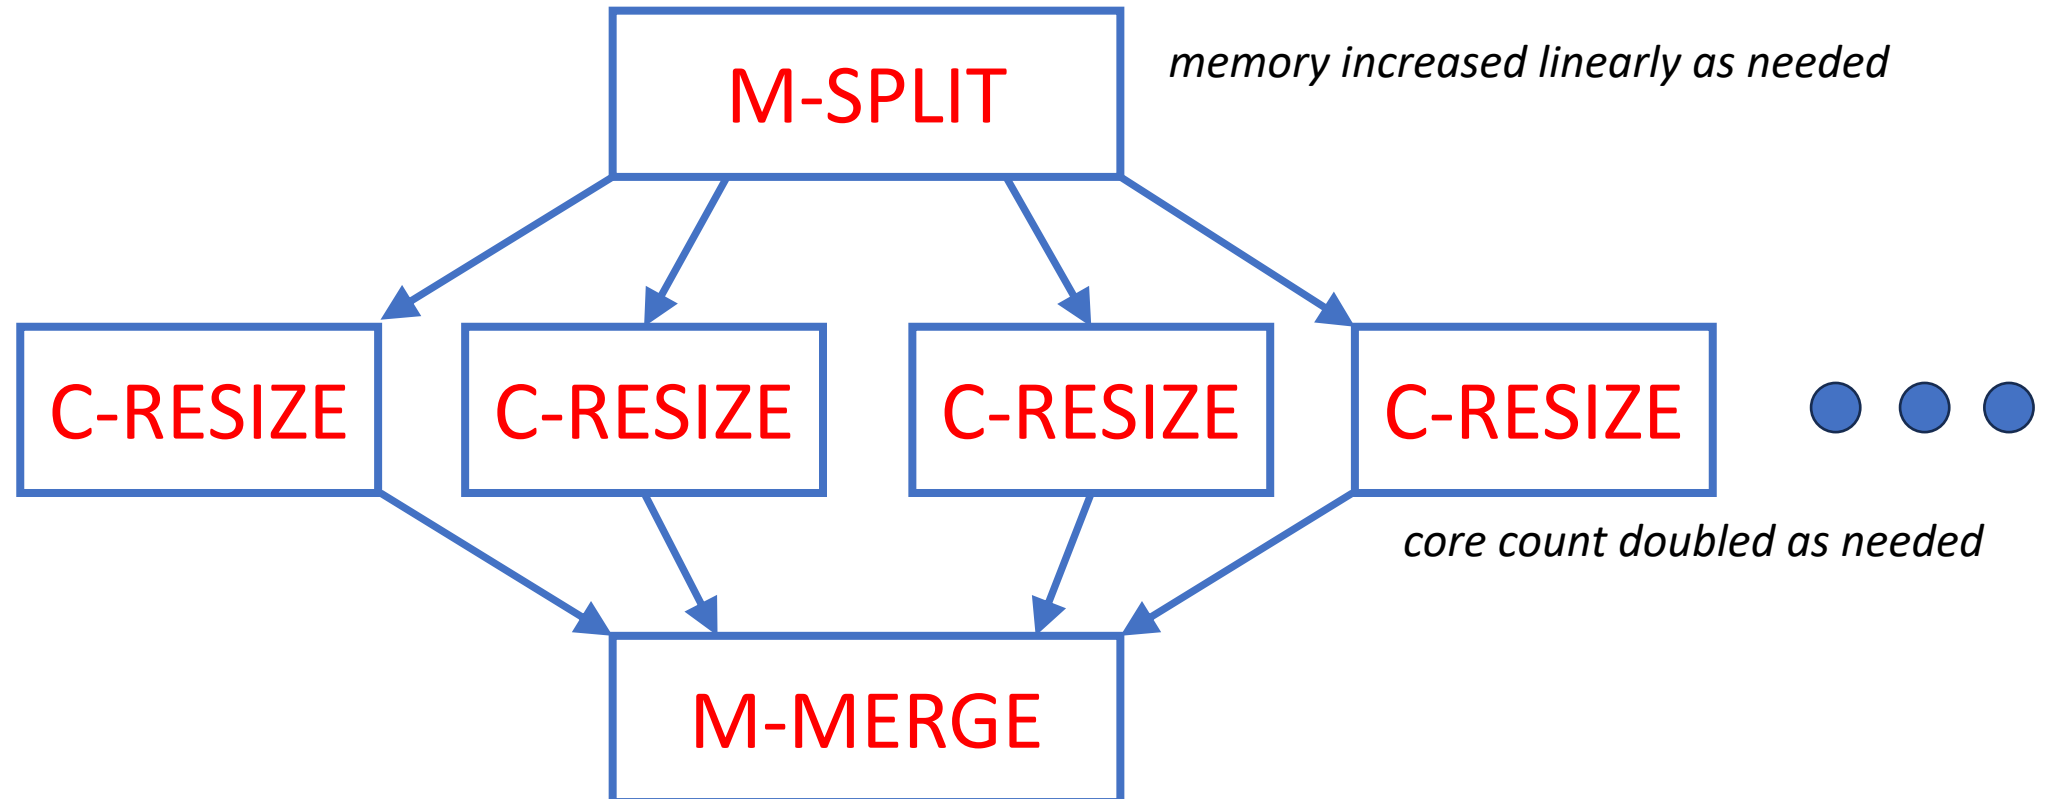 M-SPLIT
memory increased linearly as needed
C-RESIZE
C-RESIZE
C-RESIZE
C-RESIZE
core count doubled as needed
M-MERGE